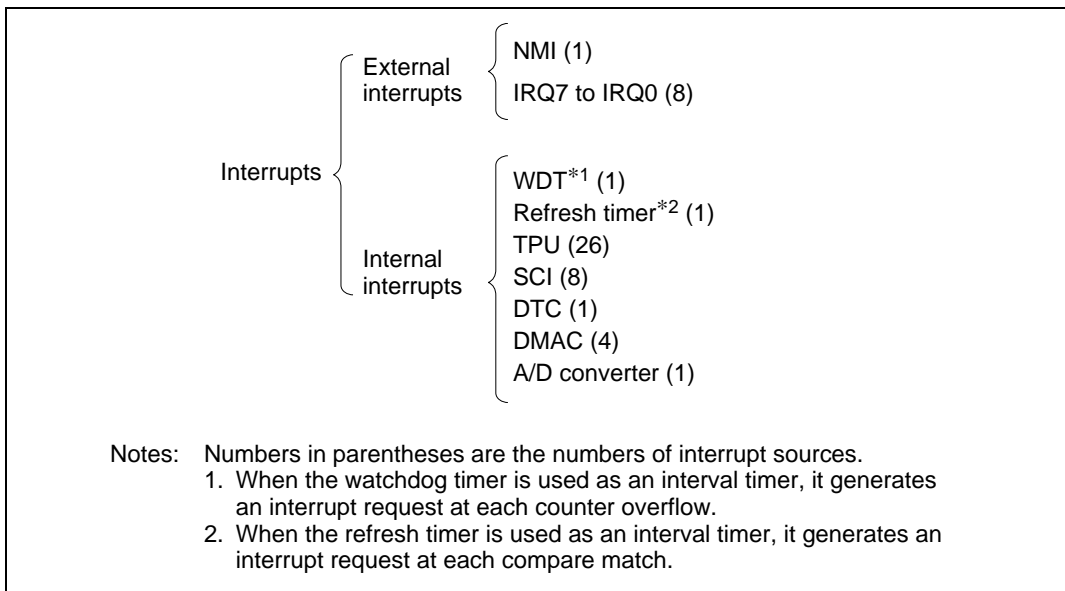 External
interrupts
NMI (1)
IRQ7 to IRQ0 (8)
Interrupts
Internal
interrupts
WDT*1 (1)
Refresh timer*2 (1)
TPU (26)
SCI (8)
DTC (1)
DMAC (4)
A/D converter (1)
Notes: Numbers in parentheses are the numbers of interrupt sources.
1. When the watchdog timer is used as an interval timer, it generates
an interrupt request at each counter overflow.
2. When the refresh timer is used as an interval timer, it generates an
interrupt request at each compare match.